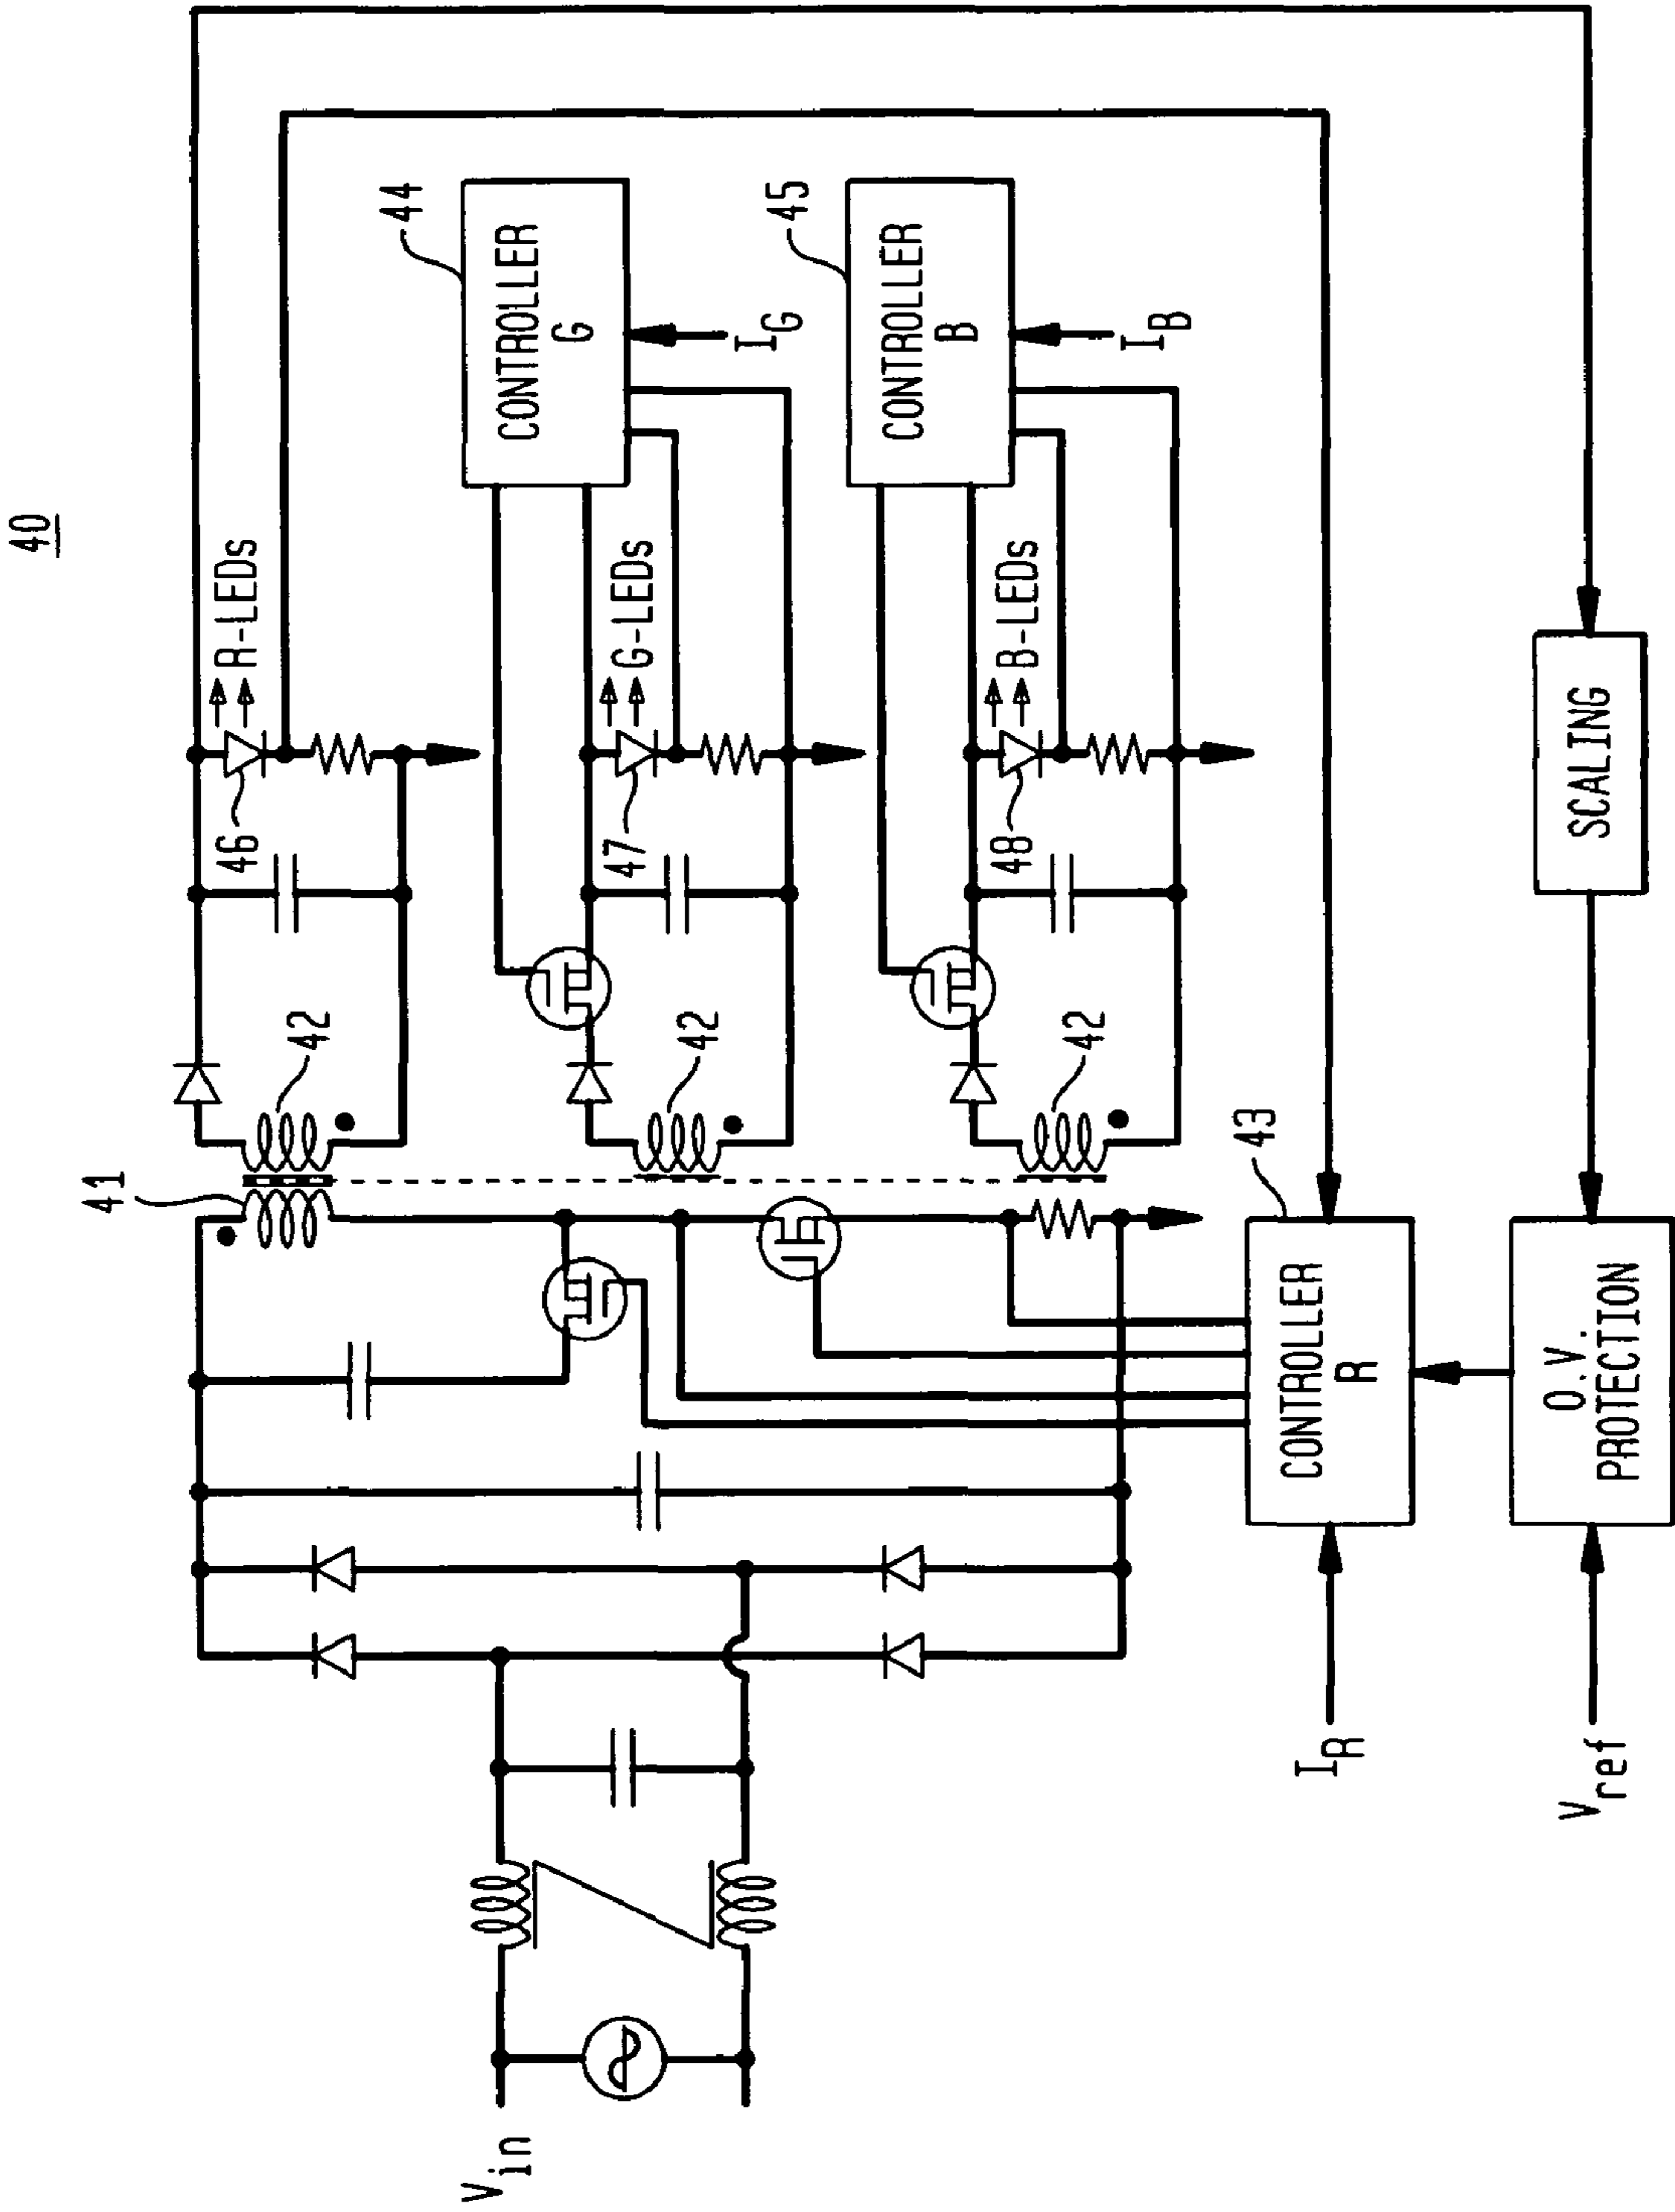 40
41
42
46
R-LEDs
CONTROLLER
G
44
I_G
42
47
G-LEDs
CONTROLLER
B
45
I_B
42
48
B-LEDs
V_in
43
CONTROLLER
R
I_R
SCALING
O.V.
PROTECTION
V_ref